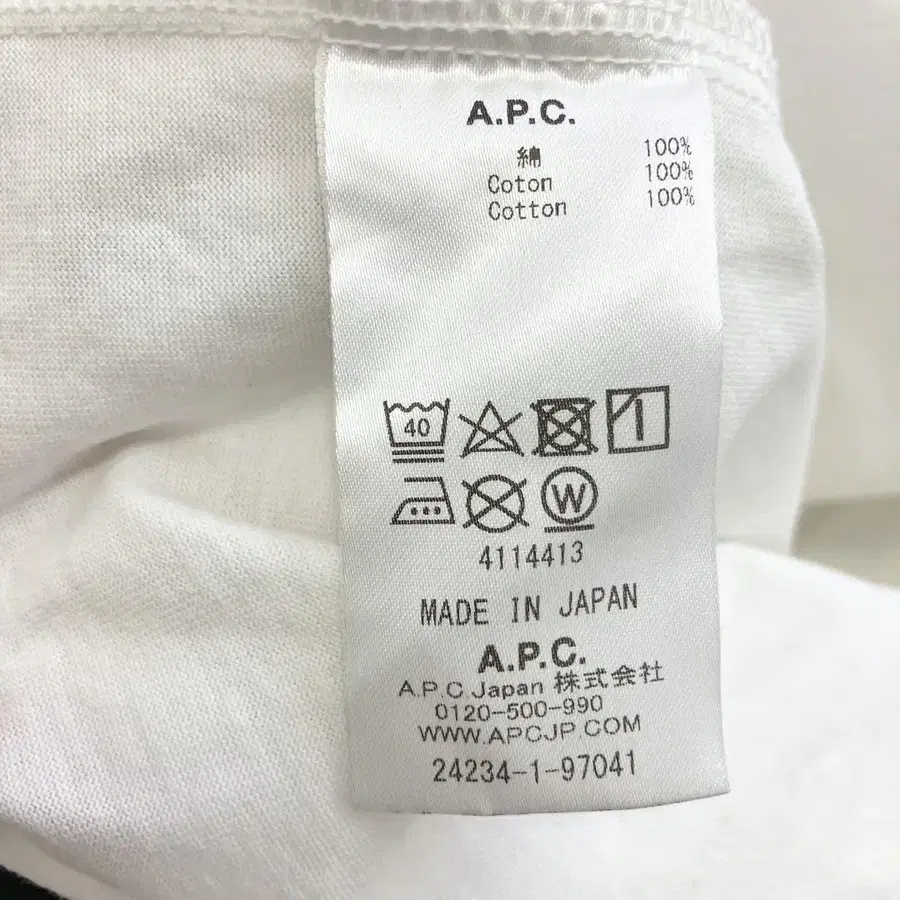 A.P.C.
綿 100%
Coton 100%
Cotton 100%
40
W
4114413
MADE IN JAPAN
A.P.C.
A.P.C.Japan 株式会社
0120-500-990
WWW.APCJP.COM
24234-1-97041